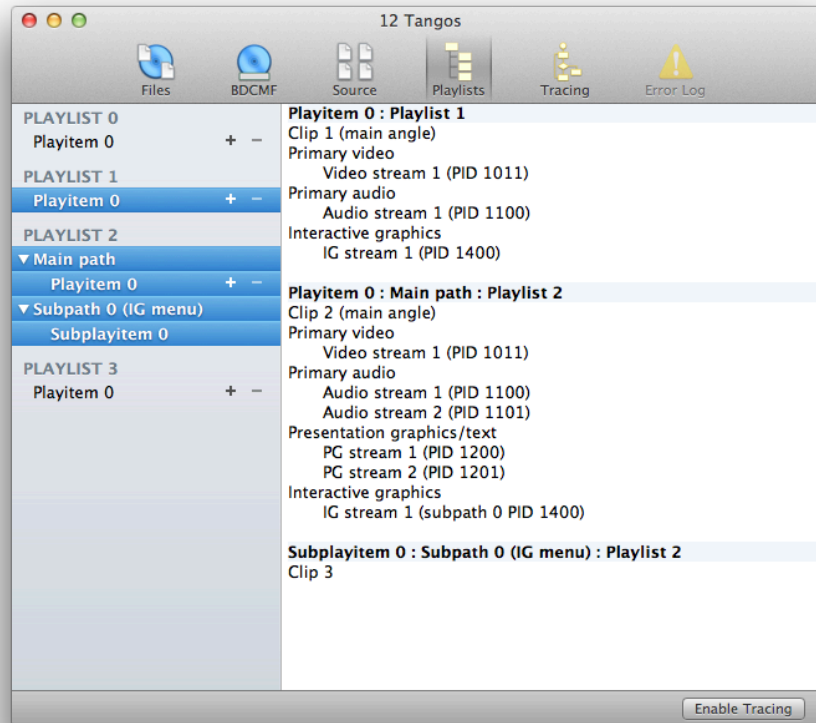 12 Tangos
Files
BDCMF
Source
Playlists
Tracing
Error Log
PLAYLIST 0
Playitem 0 + −
PLAYLIST 1
Playitem 0 + −
PLAYLIST 2
▼ Main path
Playitem 0 + −
▼ Subpath 0 (IG menu)
Subplayitem 0
PLAYLIST 3
Playitem 0 + −
Playitem 0 : Playlist 1
Clip 1 (main angle)
Primary video
Video stream 1 (PID 1011)
Primary audio
Audio stream 1 (PID 1100)
Interactive graphics
IG stream 1 (PID 1400)
Playitem 0 : Main path : Playlist 2
Clip 2 (main angle)
Primary video
Video stream 1 (PID 1011)
Primary audio
Audio stream 1 (PID 1100)
Audio stream 2 (PID 1101)
Presentation graphics/text
PG stream 1 (PID 1200)
PG stream 2 (PID 1201)
Interactive graphics
IG stream 1 (subpath 0 PID 1400)
Subplayitem 0 : Subpath 0 (IG menu) : Playlist 2
Clip 3
Enable Tracing